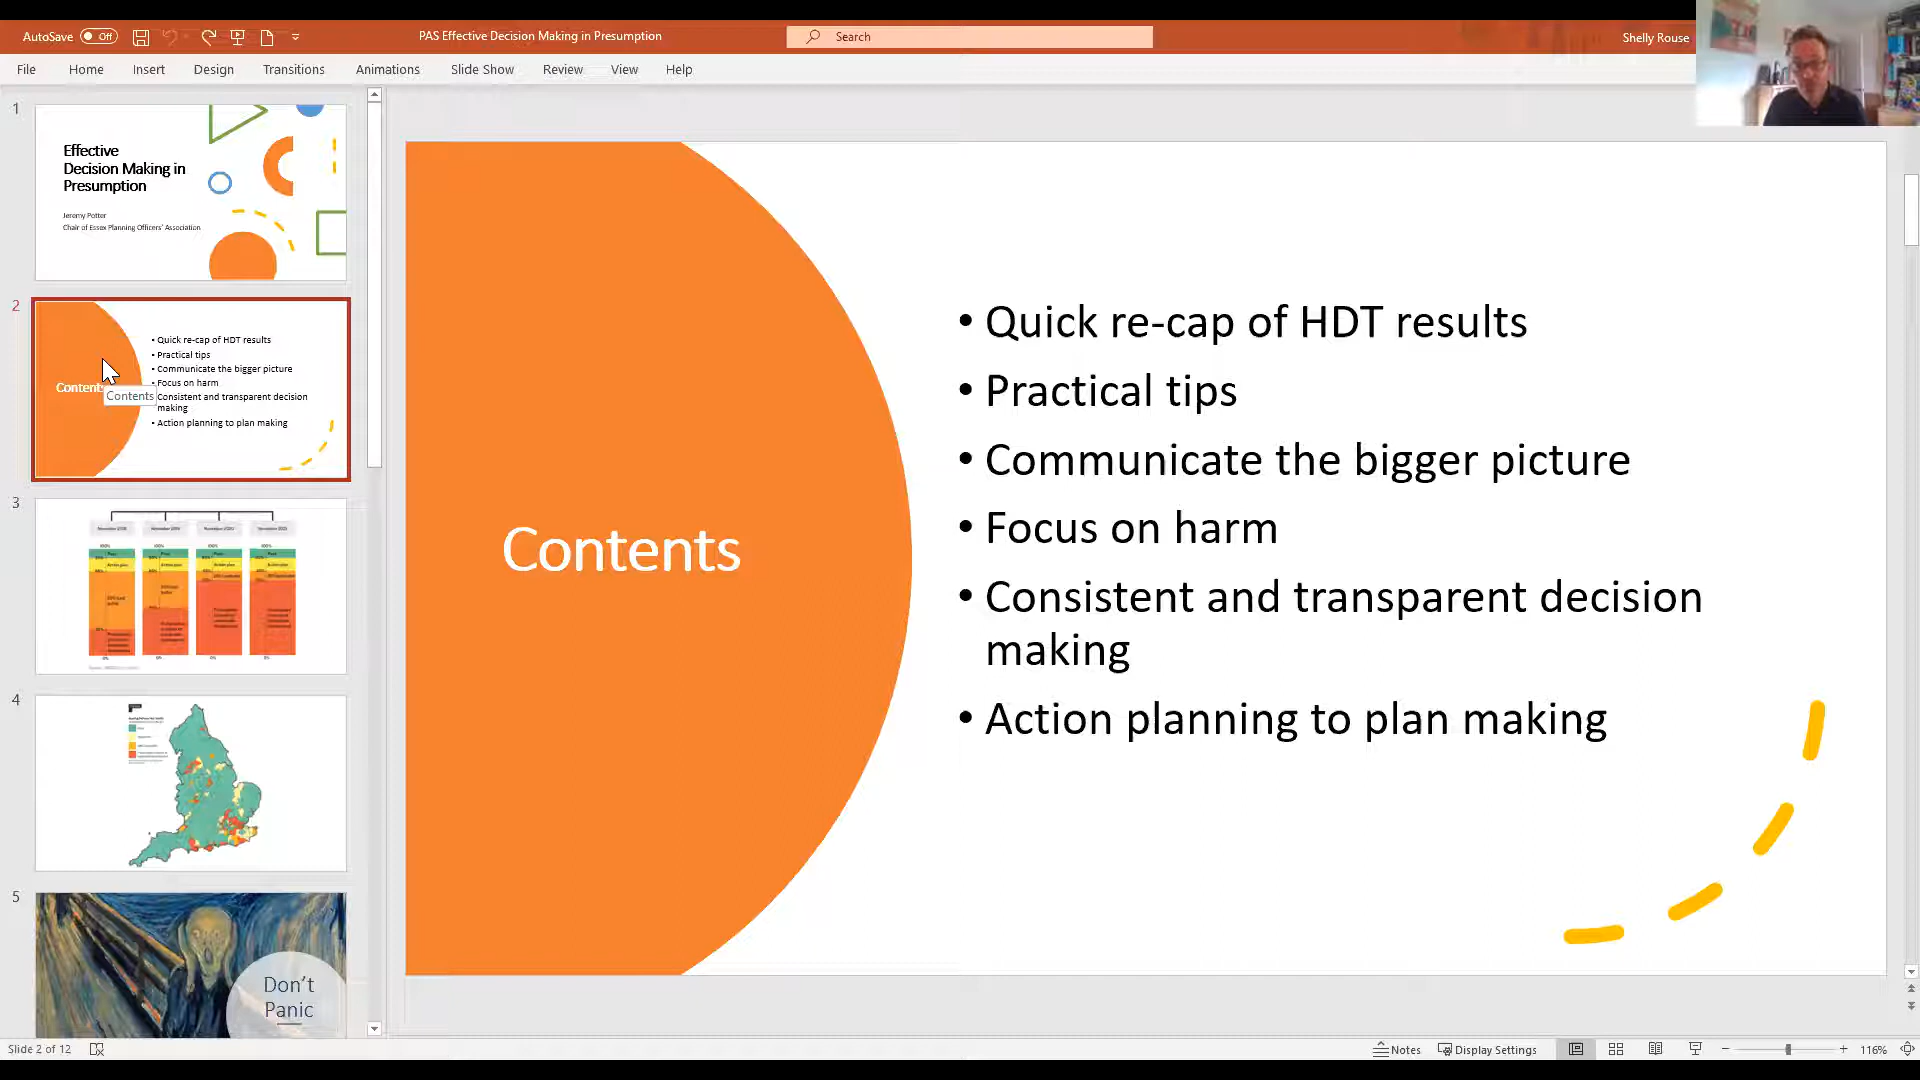 AutoSave Off
PAS Effective Decision Making in Presumption
Search
Shelly Rouse
File Home Insert Design Transitions Animations Slide Show Review View Help
1
Effective
Decision Making in
Presumption
Jeremy Potter
Chair of Essex Planning Officers' Association
2
Contents
Contents
• Quick re-cap of HDT results
• Practical tips
• Communicate the bigger picture
• Focus on harm
• Consistent and transparent decision
making
• Action planning to plan making
3
4
5
Don't
Panic
Contents
• Quick re-cap of HDT results
• Practical tips
• Communicate the bigger picture
• Focus on harm
• Consistent and transparent decision
making
• Action planning to plan making
Slide 2 of 12
Notes
Display Settings
116%